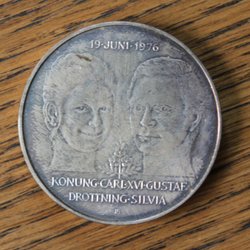 19·JUNI·1976
KONUNG·CARL·XVI·GUSTAF
DROTTNING·SILVIA